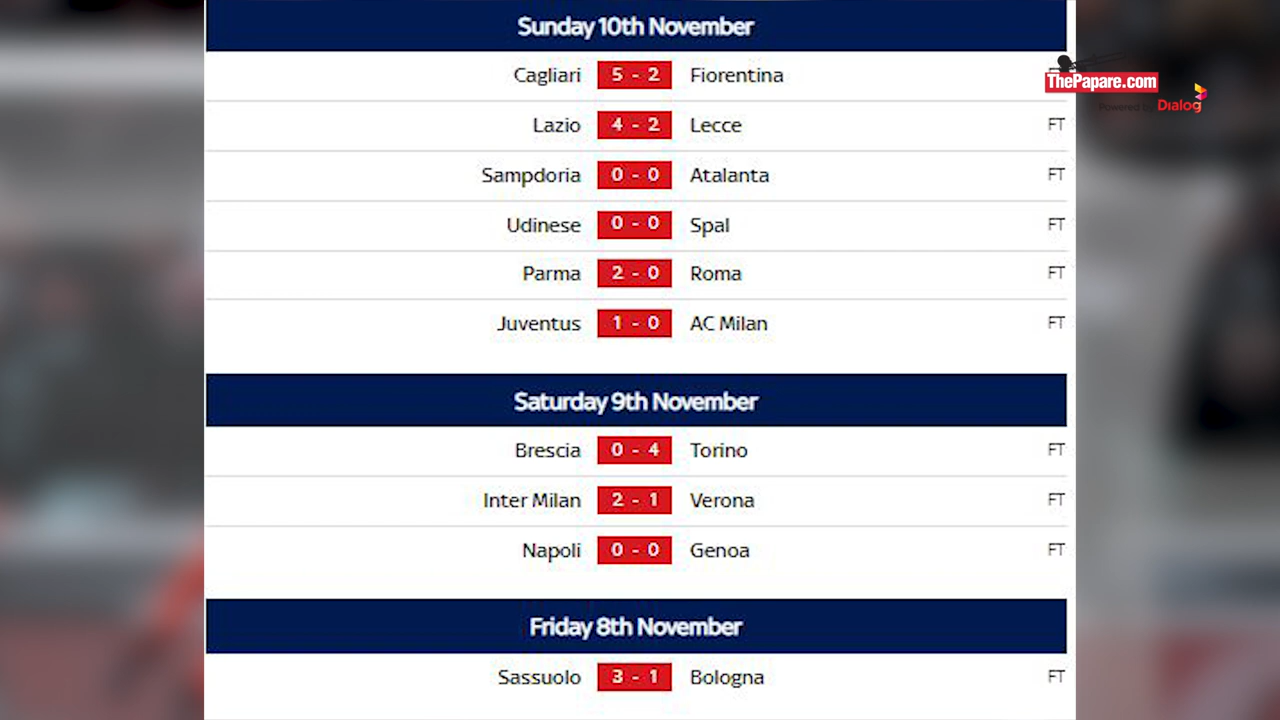 Sunday 10th November
Cagliari 5 - 2 Fiorentina
ThePapare.com
Powered by Dialog
Lazio 4 - 2 Lecce FT
Sampdoria 0 - 0 Atalanta FT
Udinese 0 - 0 Spal FT
Parma 2 - 0 Roma FT
Juventus 1 - 0 AC Milan FT
Saturday 9th November
Brescia 0 - 4 Torino FT
Inter Milan 2 - 1 Verona FT
Napoli 0 - 0 Genoa FT
Friday 8th November
Sassuolo 3 - 1 Bologna FT